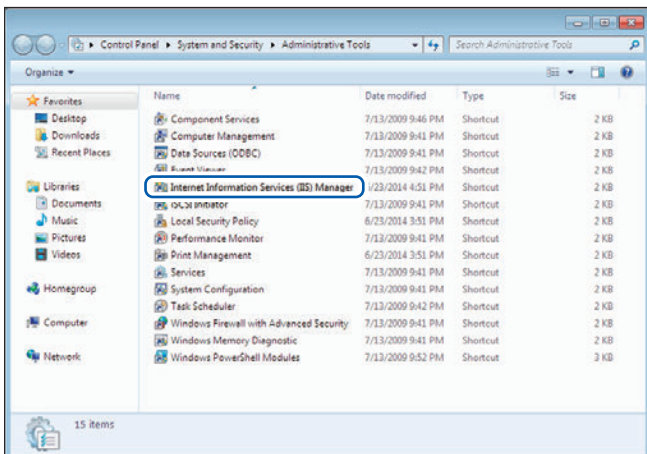 Control Panel ▸ System and Security ▸ Administrative Tools
Search Administrative Tools
Organize
Name Date modified Type Size
Favorites
Desktop
Downloads
Recent Places
Libraries
Documents
Music
Pictures
Videos
Homegroup
Computer
Network
Component Services 7/13/2009 9:46 PM Shortcut 2 KB
Computer Management 7/13/2009 9:41 PM Shortcut 2 KB
Data Sources (ODBC) 7/13/2009 9:41 PM Shortcut 2 KB
Event Viewer 7/13/2009 9:42 PM Shortcut 2 KB
Internet Information Services (IIS) Manager /23/2014 4:51 PM Shortcut 2 KB
iSCSI Initiator 7/13/2009 9:41 PM Shortcut 2 KB
Local Security Policy 6/23/2014 3:51 PM Shortcut 2 KB
Performance Monitor 7/13/2009 9:41 PM Shortcut 2 KB
Print Management 6/23/2014 3:51 PM Shortcut 2 KB
Services 7/13/2009 9:41 PM Shortcut 2 KB
System Configuration 7/13/2009 9:41 PM Shortcut 2 KB
Task Scheduler 7/13/2009 9:42 PM Shortcut 2 KB
Windows Firewall with Advanced Security 7/13/2009 9:41 PM Shortcut 2 KB
Windows Memory Diagnostic 7/13/2009 9:41 PM Shortcut 2 KB
Windows PowerShell Modules 7/13/2009 9:52 PM Shortcut 3 KB
15 items